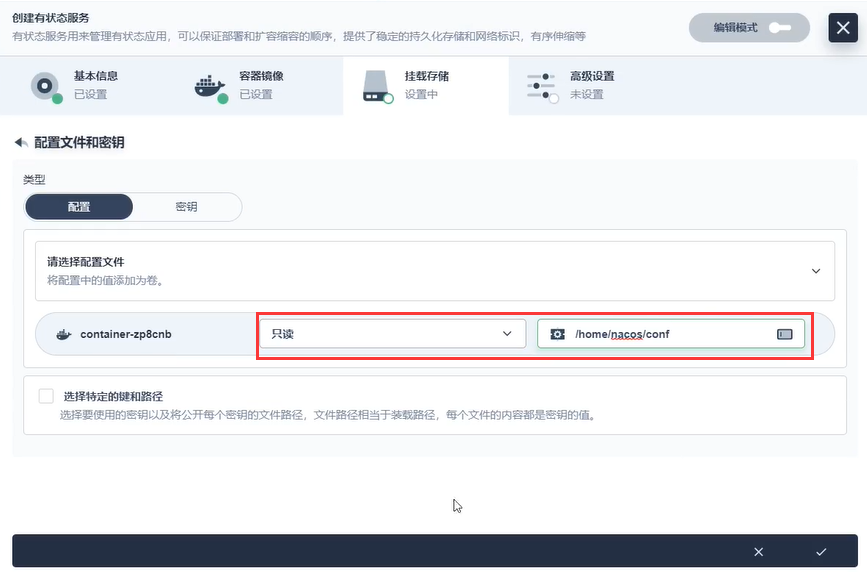 创建有状态服务
有状态服务用来管理有状态应用，可以保证部署和扩容缩容的顺序，提供了稳定的持久化存储和网络标识，有序伸缩等
编辑模式
基本信息
已设置
容器镜像
已设置
挂载存储
设置中
高级设置
未设置
配置文件和密钥
类型
配置
密钥
请选择配置文件
将配置中的值添加为卷。
container-zp8cnb
只读
/home/nacos/conf
选择特定的键和路径
选择要使用的密钥以及将公开每个密钥的文件路径，文件路径相当于装载路径，每个文件的内容都是密钥的值。